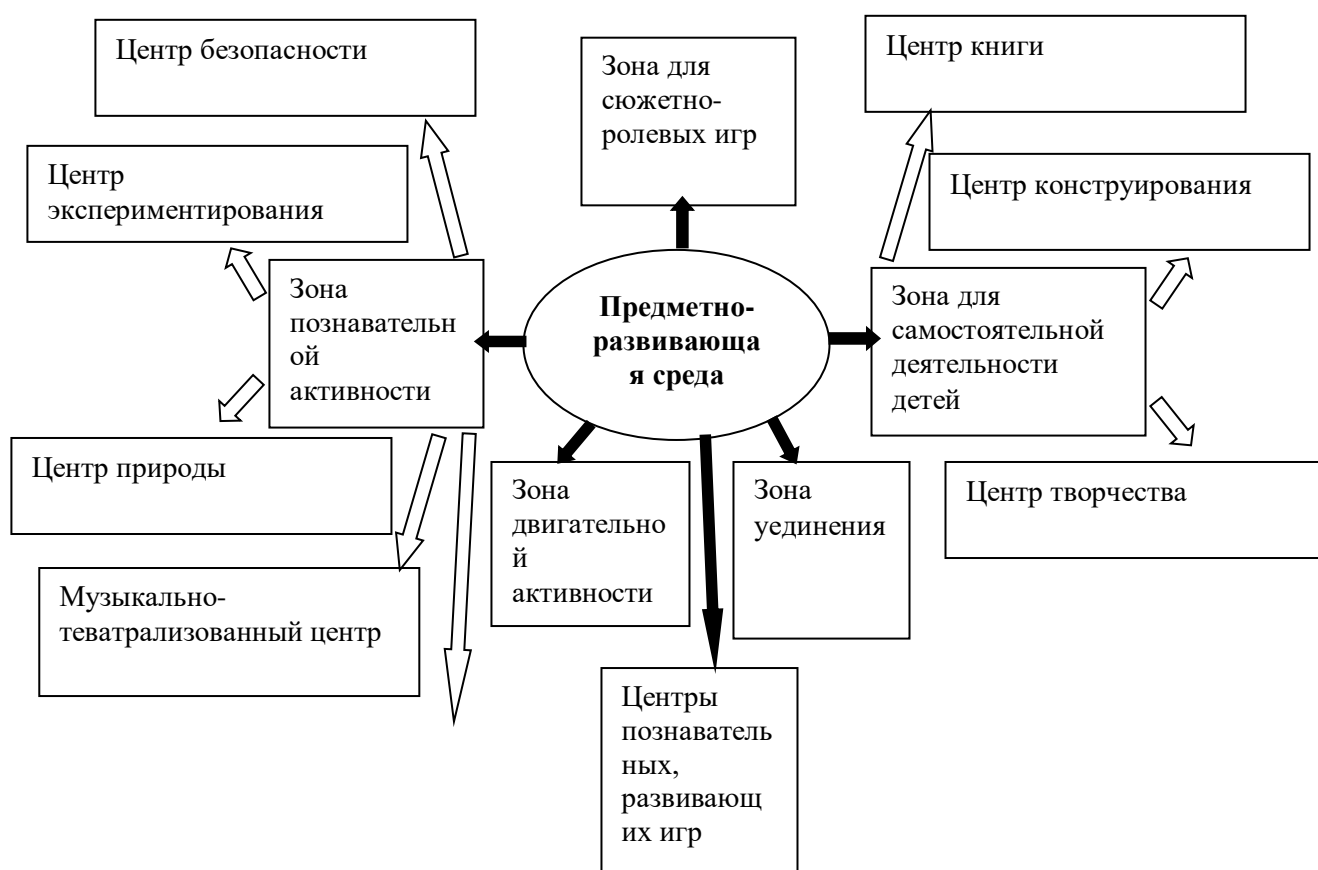 Центр безопасности
Зона для
сюжетно-
ролевых игр
Центр книги
Центр
экспериментирования
Центр конструирования
Зона
познавательн
ой
активности
Предметно-
развивающа
я среда
Зона для
самостоятельной
деятельности
детей
Центр природы
Зона
двигательно
й
активности
Зона
уединения
Центр творчества
Музыкально-
теватрализованный центр
Центры
познаватель
ных,
развивающ
их игр